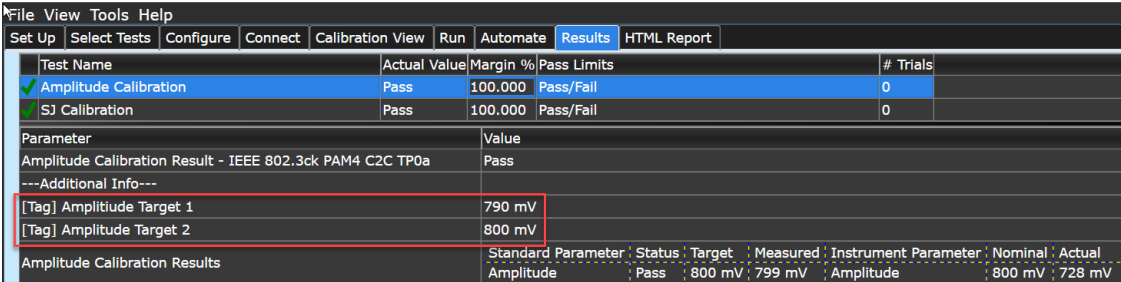 File View Tools Help
Set Up Select Tests Configure Connect Calibration View Run Automate Results HTML Report
Test Name Actual Value Margin % Pass Limits # Trials
Amplitude Calibration Pass 100.000 Pass/Fail 0
SJ Calibration Pass 100.000 Pass/Fail 0
Parameter Value
Amplitude Calibration Result - IEEE 802.3ck PAM4 C2C TP0a Pass
---Additional Info---
[Tag] Amplitiude Target 1 790 mV
[Tag] Amplitude Target 2 800 mV
Standard Parameter Status Target Measured Instrument Parameter Nominal Actual
Amplitude Calibration Results
Amplitude Pass 800 mV 799 mV Amplitude 800 mV 728 mV